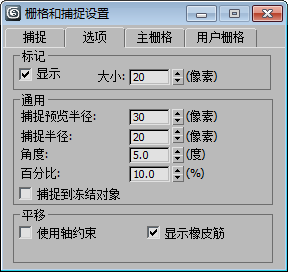 栅格和捕捉设置
捕捉 选项 主栅格 用户栅格
标记
显示 大小: 20 (像素)
通用
捕捉预览半径: 30 (像素)
捕捉半径: 20 (像素)
角度: 5.0 (度)
百分比: 10.0 (%)
捕捉到冻结对象
平移
使用轴约束 显示橡皮筋